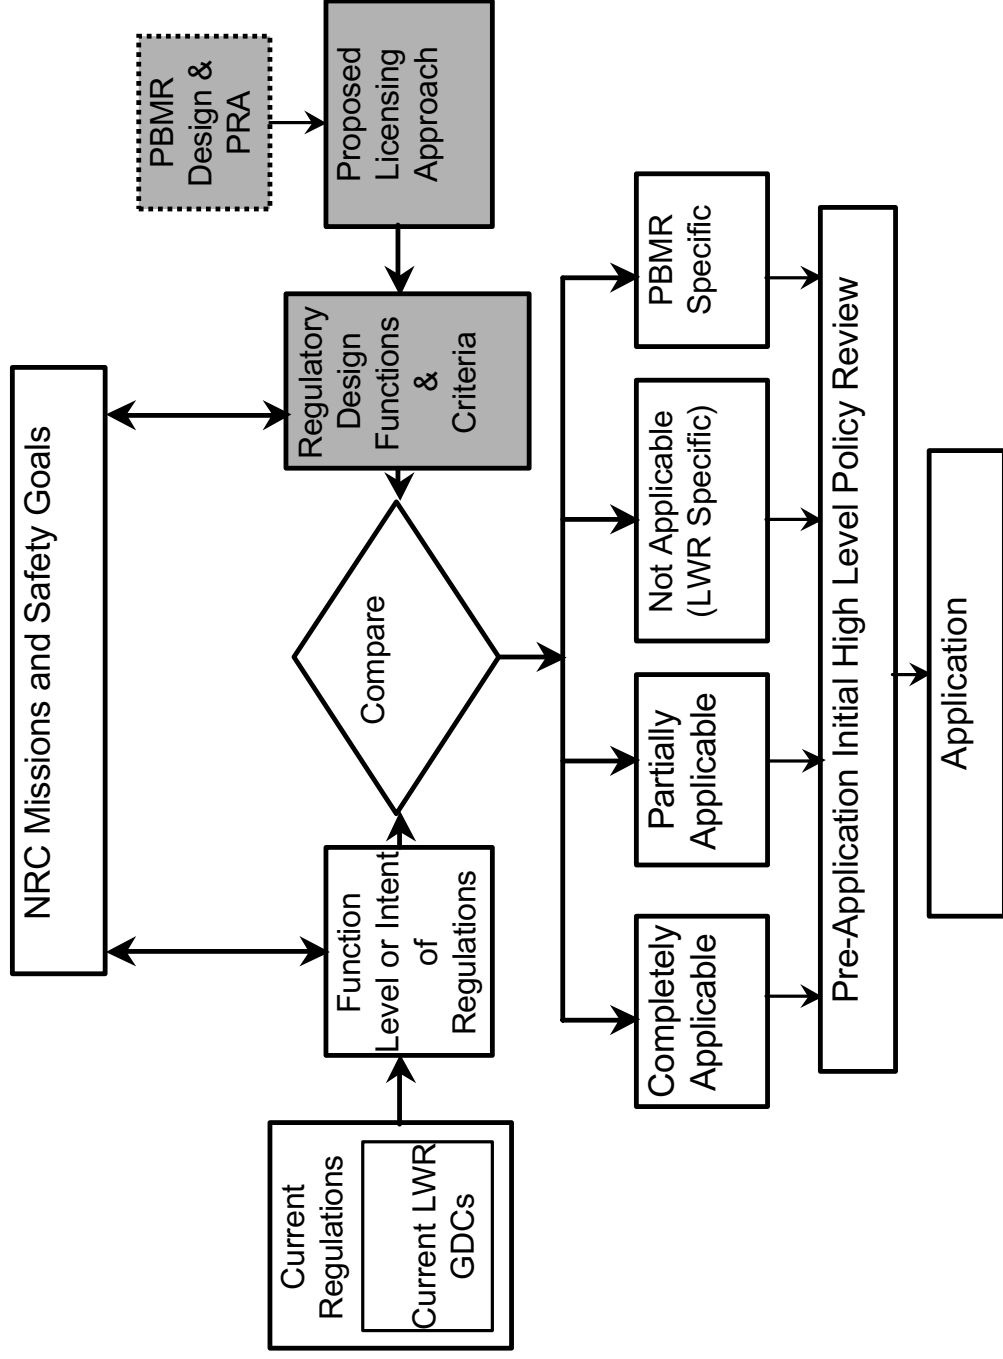 NRC Missions and Safety Goals
PBMR
Design &
PRA
Current
Regulations
Current LWR
GDCs
Function
Level or Intent
of
Regulations
Compare
Regulatory
Design
Functions
&
Criteria
Proposed
Licensing
Approach
Completely
Applicable
Partially
Applicable
Not Applicable
(LWR Specific)
PBMR
Specific
Pre-Application Initial High Level Policy Review
Application